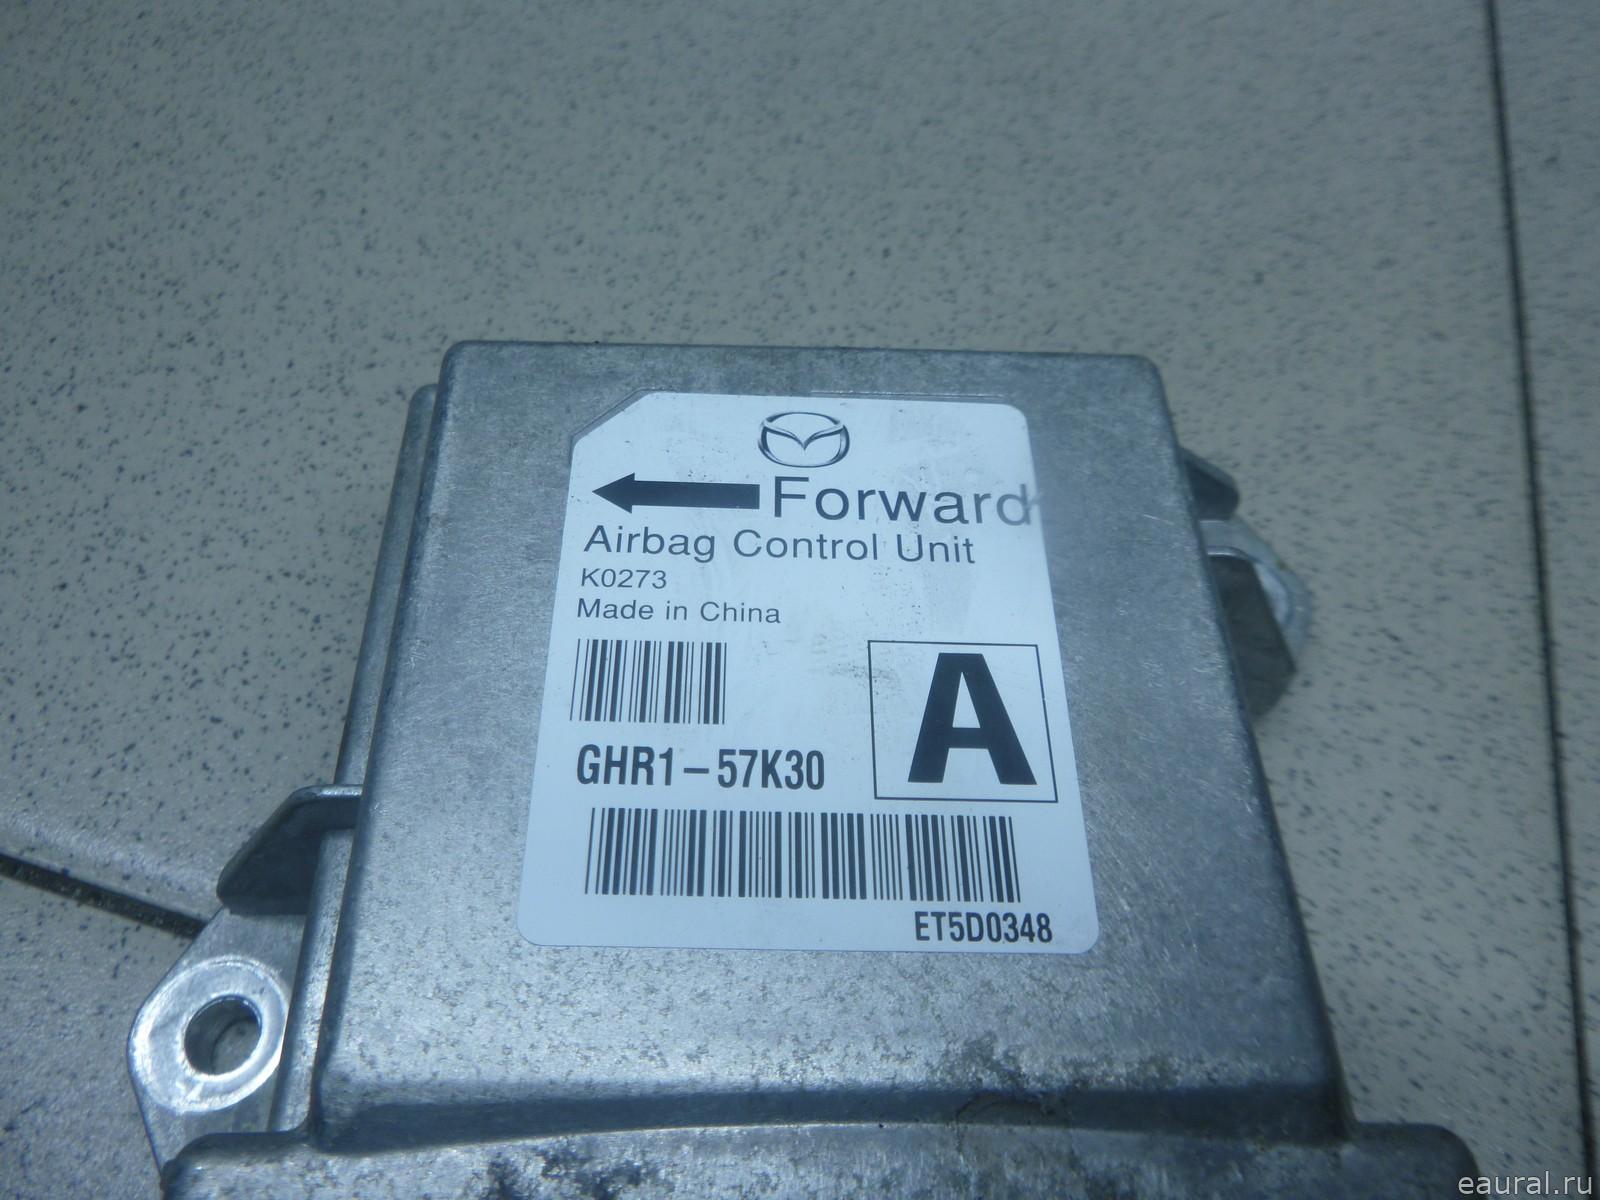 Forward
Airbag Control Unit
K0273
Made in China
A
GHR1-57K30
ET5D0348
eaural.ru